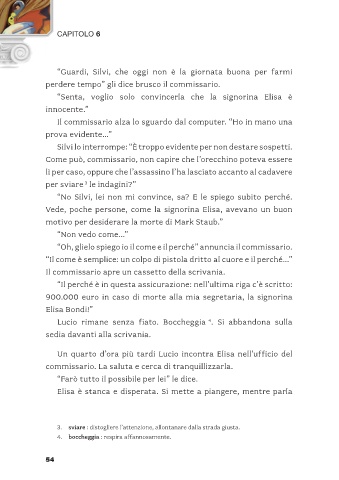 CAPITOLO 6
“Guardi, Silvi, che oggi non è la giornata buona per farmi
perdere tempo” gli dice brusco il commissario.
“Senta, voglio solo convincerla che la signorina Elisa è
innocente.”
Il commissario alza lo sguardo dal computer. “Ho in mano una
prova evidente...”
Silvi lo interrompe: “È troppo evidente per non destare sospetti.
Come può, commissario, non capire che l’orecchino poteva essere
lì per caso, oppure che l’assassino l’ha lasciato accanto al cadavere
per sviare3 le indagini?”
“No Silvi, lei non mi convince, sa? E le spiego subito perché.
Vede, poche persone, come la signorina Elisa, avevano un buon
motivo per desiderare la morte di Mark Staub.”
“Non vedo come...”
“Oh, glielo spiego io il come e il perché” annuncia il commissario.
“Il come è semplice: un colpo di pistola dritto al cuore e il perché...”
Il commissario apre un cassetto della scrivania.
“Il perché è in questa assicurazione: nell’ultima riga c’è scritto:
900.000 euro in caso di morte alla mia segretaria, la signorina
Elisa Bondi!”
Lucio rimane senza fiato. Boccheggia4. Si abbandona sulla
sedia davanti alla scrivania.
Un quarto d’ora più tardi Lucio incontra Elisa nell’ufficio del
commissario. La saluta e cerca di tranquillizzarla.
“Farò tutto il possibile per lei” le dice.
Elisa è stanca e disperata. Si mette a piangere, mentre parla
3. sviare : distogliere l’attenzione, allontanare dalla strada giusta.
4. boccheggia : respira affannosamente.
54